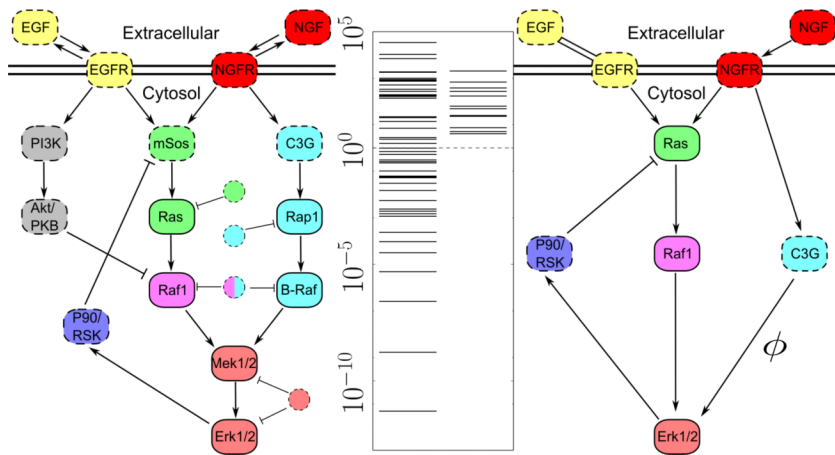 EGF
Extracellular
NGF
EGFR
NGFR
Cytosol
PI3K
mSos
C3G
Akt/
PKB
Ras
Rap1
Raf1
B-Raf
P90/
RSK
Mek1/2
Erk1/2
10^5
10^0
10^-5
10^-10
EGF
Extracellular
NGF
EGFR
NGFR
Cytosol
Ras
P90/
RSK
Raf1
C3G
ϕ
Erk1/2